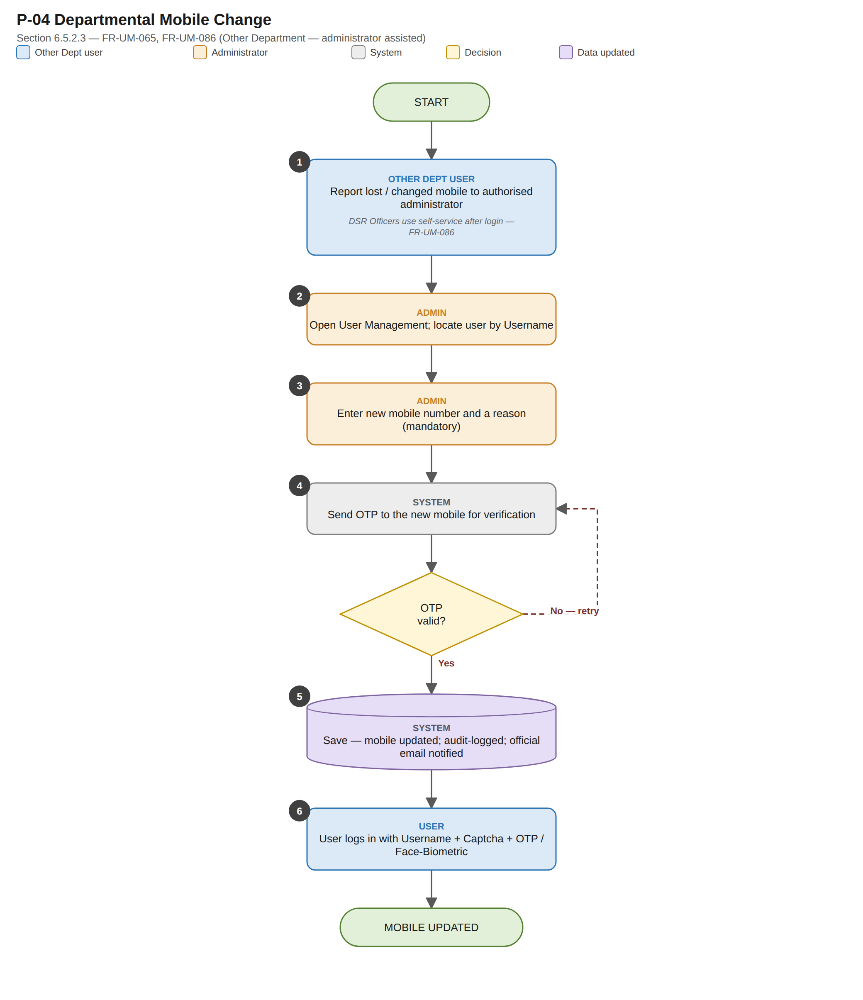 P-04 Departmental Mobile Change
Section 6.5.2.3 — FR-UM-065, FR-UM-086 (Other Department — administrator assisted)
Other Dept user
Administrator
System
Decision
Data updated
START
1
OTHER DEPT USER
Report lost / changed mobile to authorised
administrator
DSR Officers use self-service after login —
FR-UM-086
2
ADMIN
Open User Management; locate user by Username
3
ADMIN
Enter new mobile number and a reason
(mandatory)
4
SYSTEM
Send OTP to the new mobile for verification
OTP
valid?
No — retry
Yes
5
SYSTEM
Save — mobile updated; audit-logged; official
email notified
6
USER
User logs in with Username + Captcha + OTP /
Face-Biometric
MOBILE UPDATED